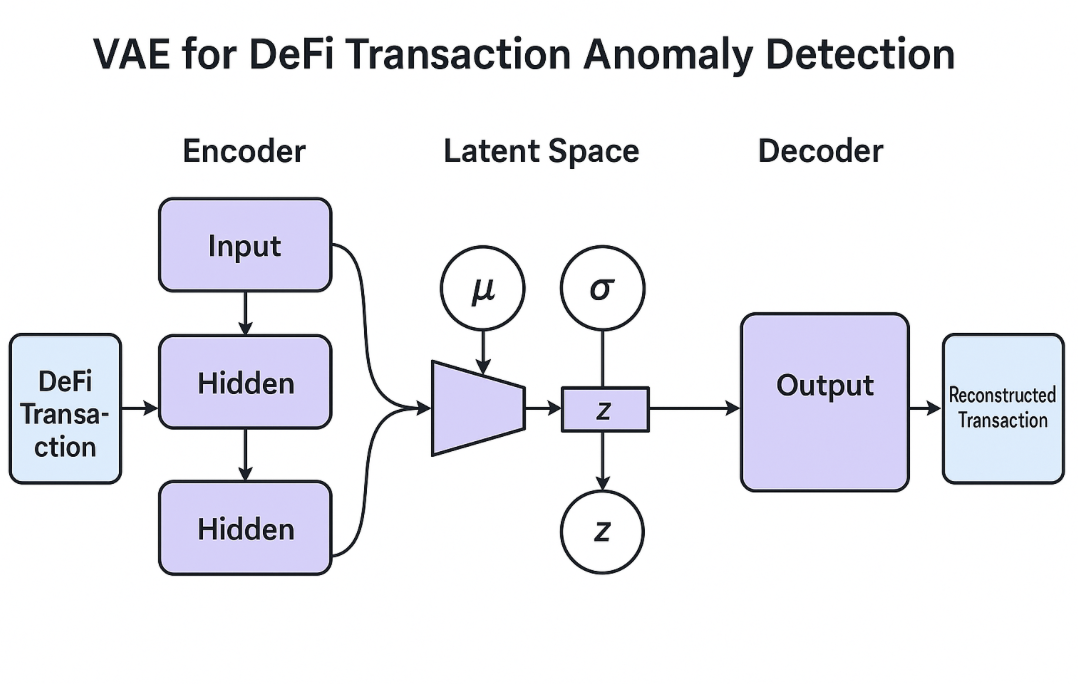 VAE for DeFi Transaction Anomaly Detection
Encoder
Latent Space
Decoder
Input
Hidden
Hidden
DeFi
Transa-
ction
μ
σ
z
z
Output
Reconstructed
Transaction